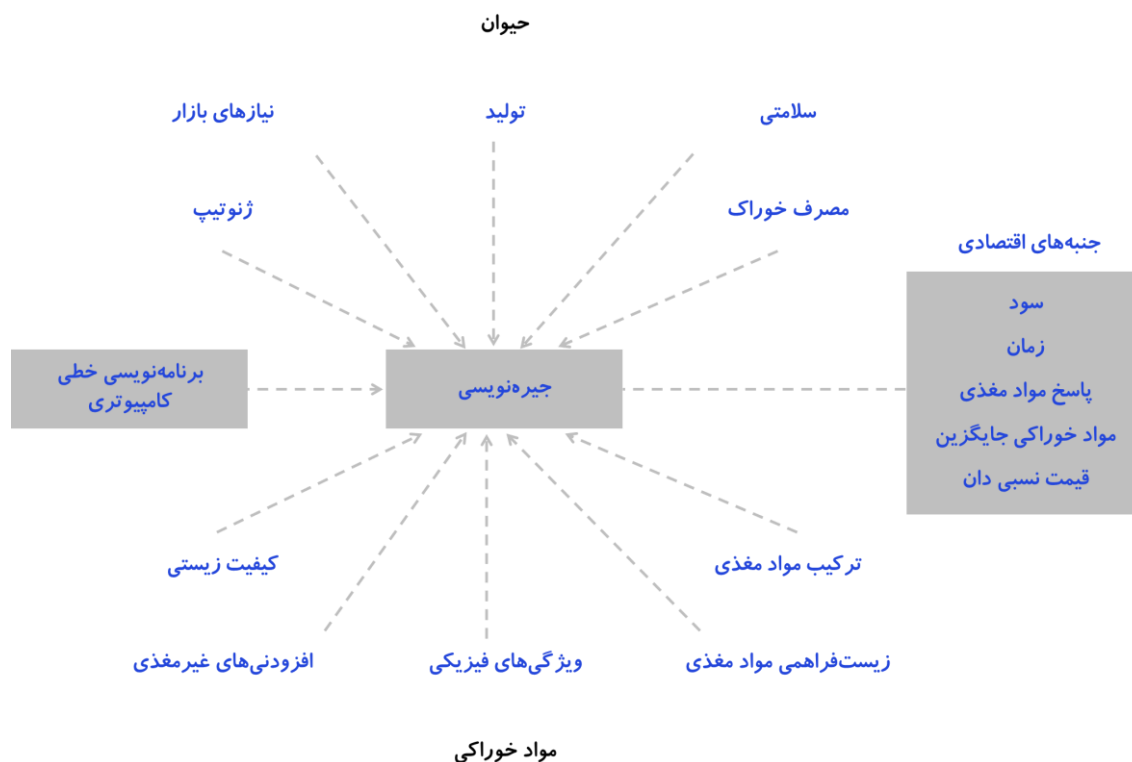 حیوان
سلامتی
تولید
نیازهای بازار
مصرف خوراک
ژنوتیپ
جنبه‌های اقتصادی
سود
زمان
پاسخ مواد مغذی
مواد خوراکی جایگزین
قیمت نسبی دان
جیره‌نویسی
برنامه‌نویسی خطی
کامپیوتری
ترکیب مواد مغذی
کیفیت زیستی
زیست‌فراهمی مواد مغذی
ویژگی‌های فیزیکی
افزودنی‌های غیرمغذی
مواد خوراکی